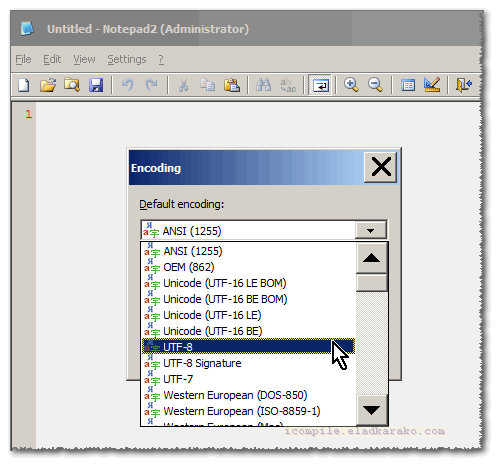 Untitled - Notepad2 (Administrator)
File Edit View Settings ?
1
Encoding
Default encoding:
ANSI (1255)
ANSI (1255)
OEM (862)
Unicode (UTF-16 LE BOM)
Unicode (UTF-16 BE BOM)
Unicode (UTF-16 LE)
Unicode (UTF-16 BE)
UTF-8
UTF-8 Signature
UTF-7
Western European (DOS-850)
Western European (ISO-8859-1)
icompile.eladkarako.com